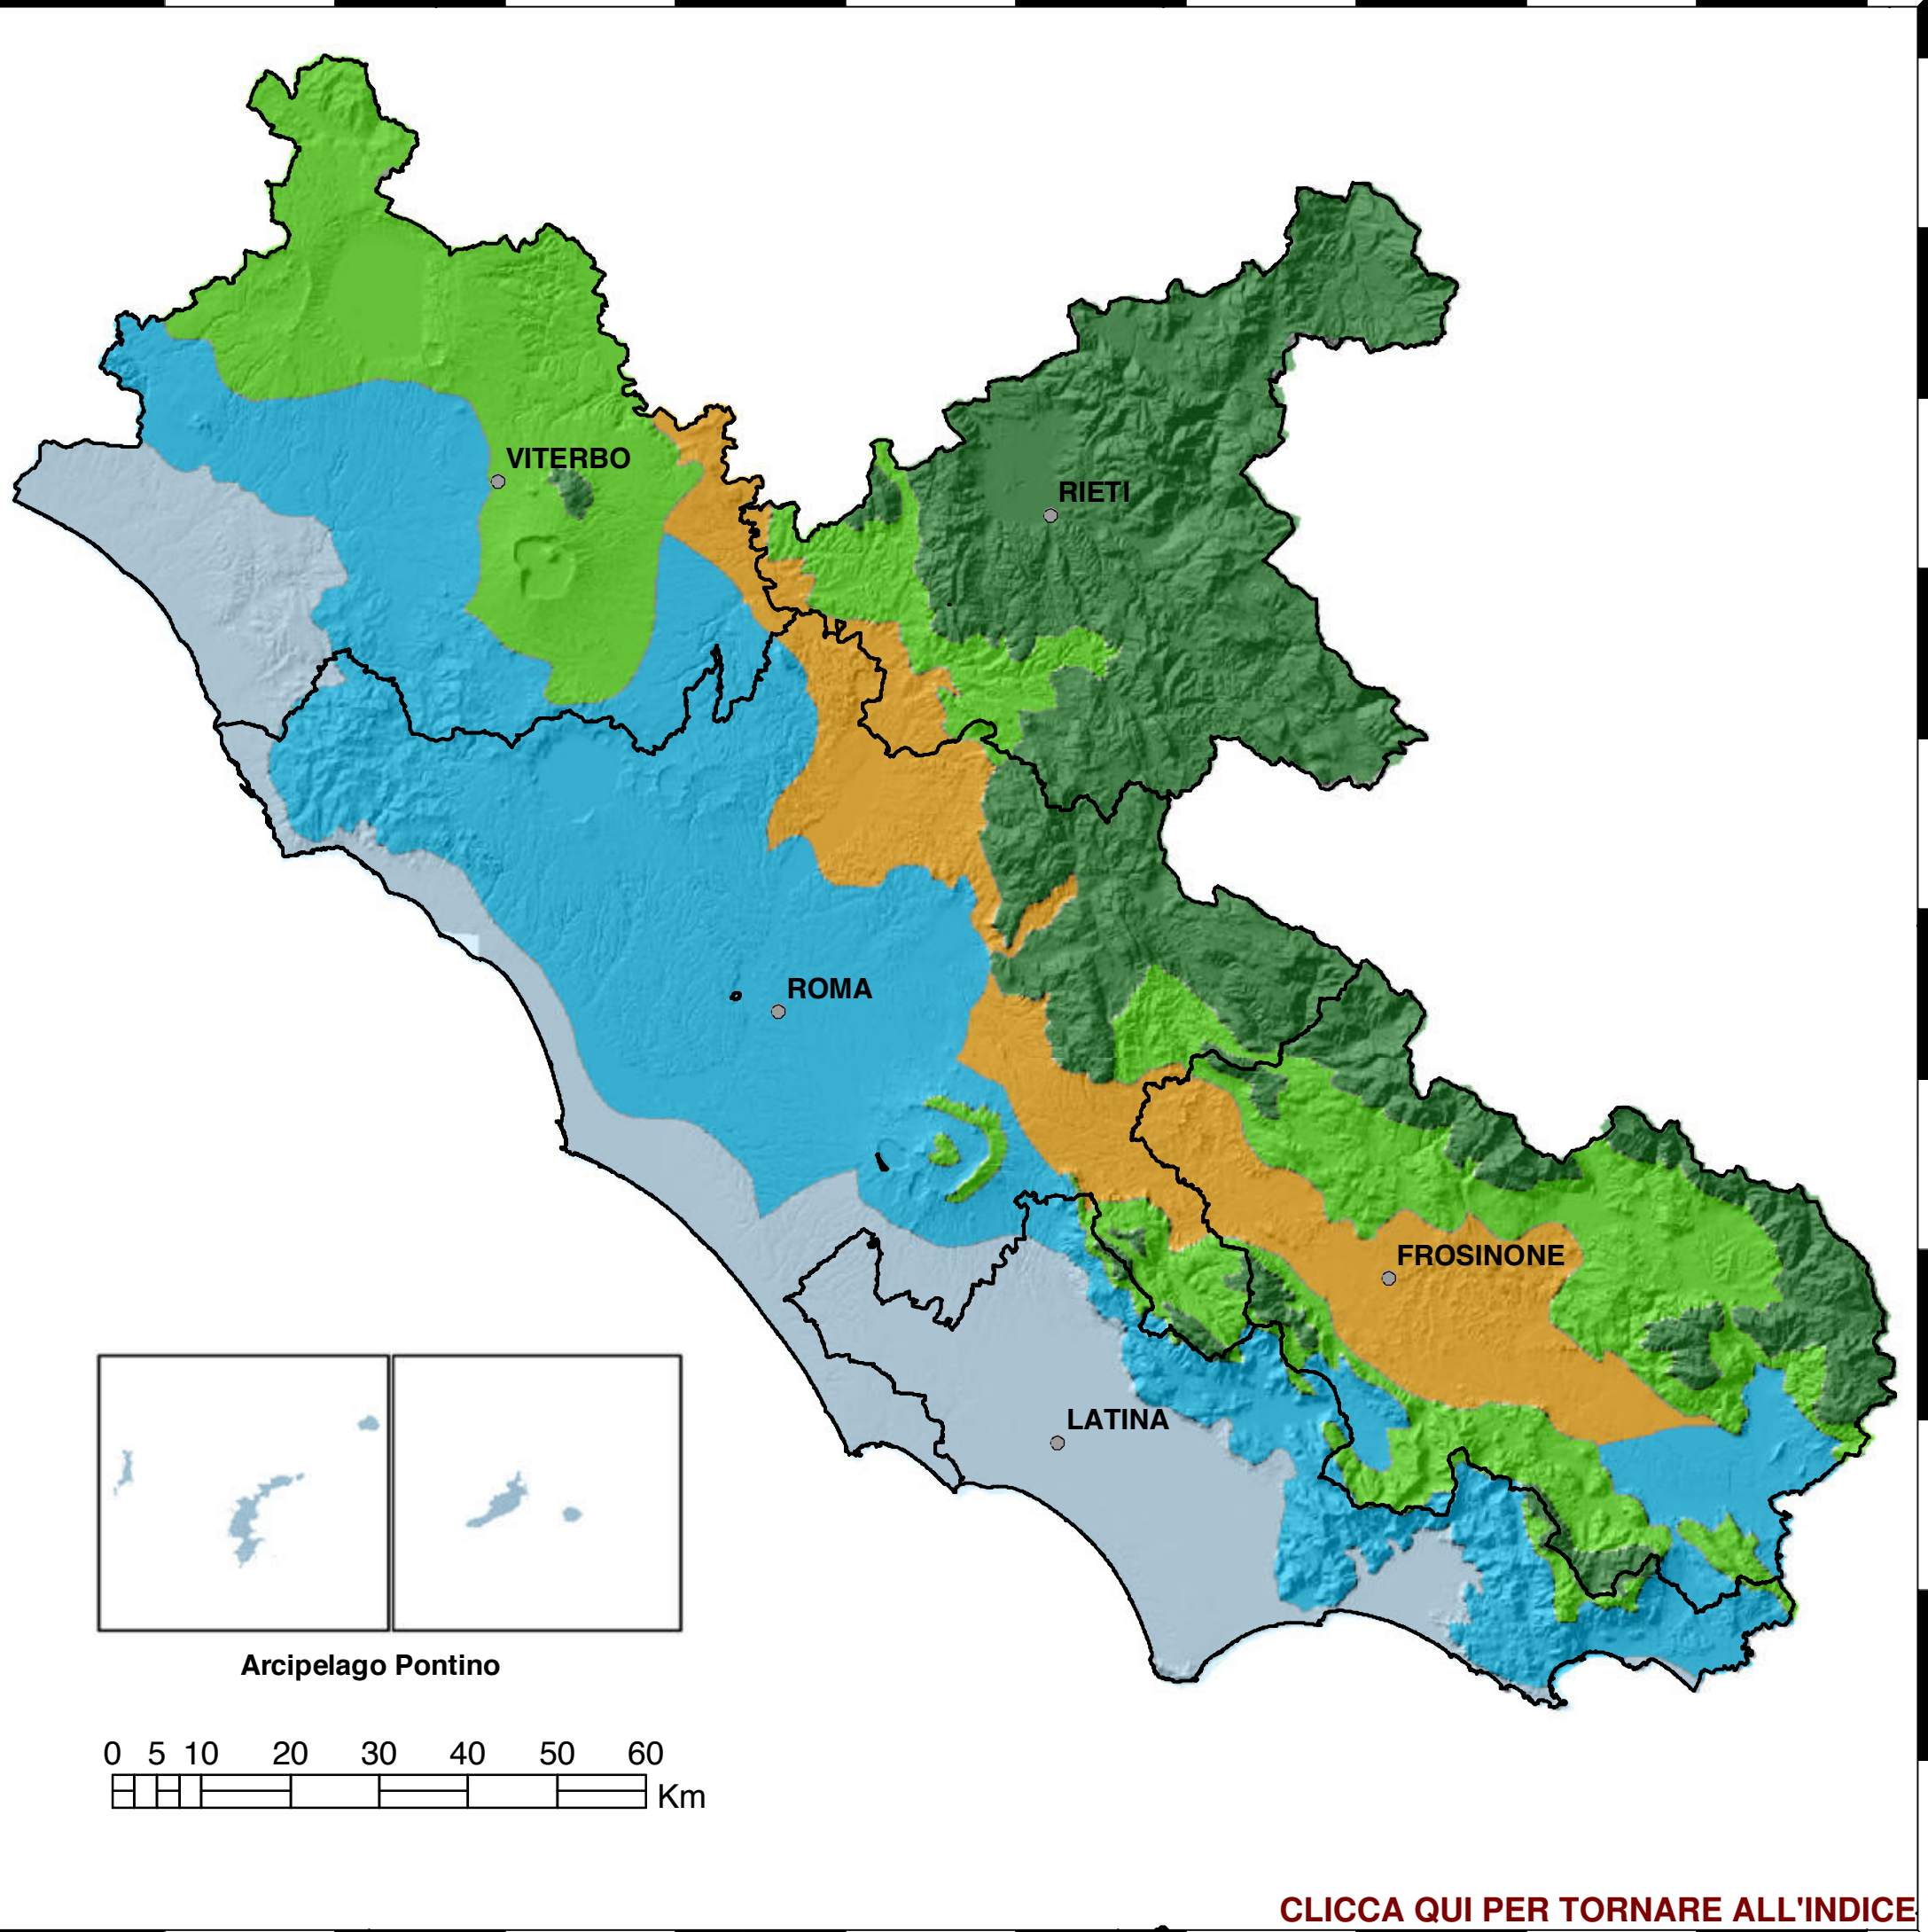 VITERBO
RIETI
ROMA
FROSINONE
LATINA
Arcipelago Pontino
0 5 10 20 30 40 50 60
Km
CLICCA QUI PER TORNARE ALL'INDICE